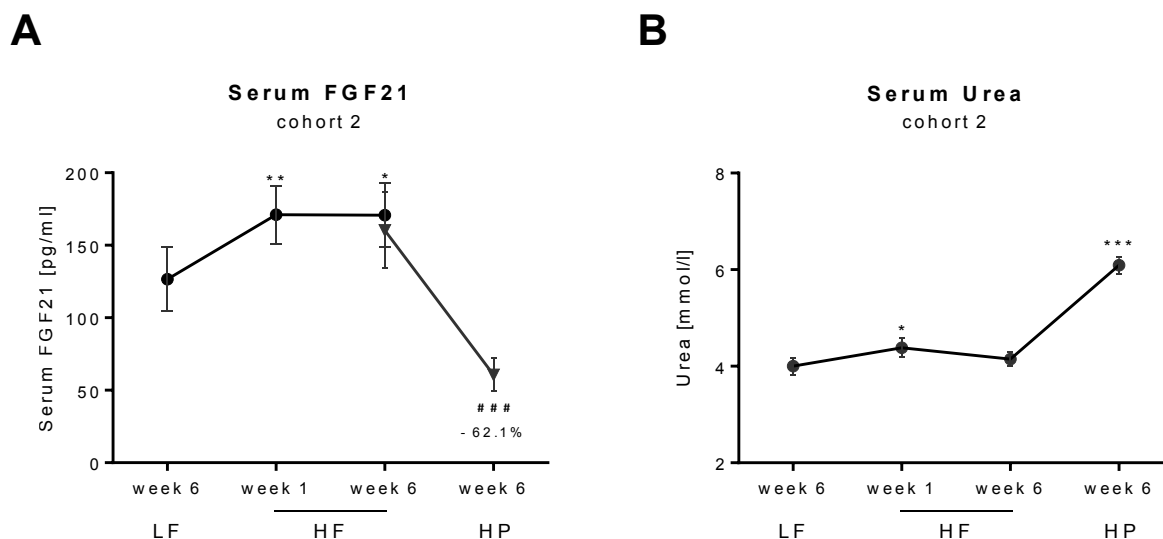 A
Serum FGF21
cohort 2
Serum FGF21 [pg/ml]
200
150
100
50
0
**
*
###
- 62.1%
week 6
week 1
week 6
week 6
LF
HF
HP
B
Serum Urea
cohort 2
Urea [mmol/l]
8
6
4
2
*
***
week 6
week 1
week 6
week 6
LF
HF
HP